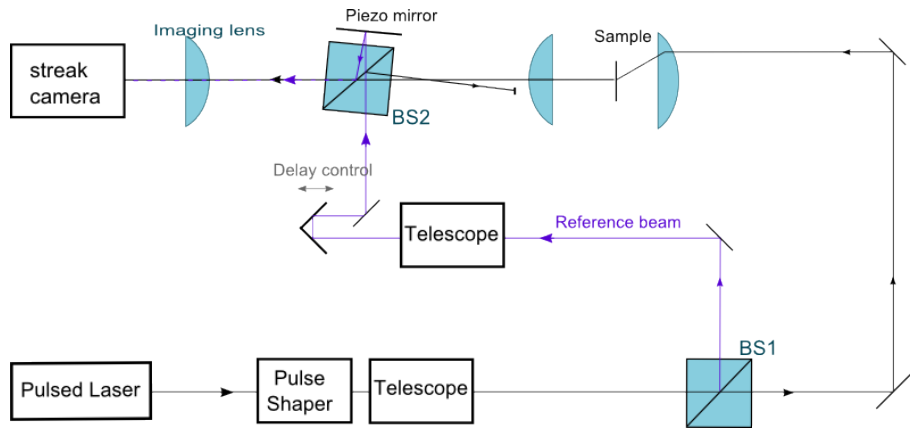 Piezo mirror
Imaging lens
Sample
streak
camera
BS2
Delay control
Reference beam
Telescope
BS1
Pulsed Laser
Pulse
Shaper
Telescope